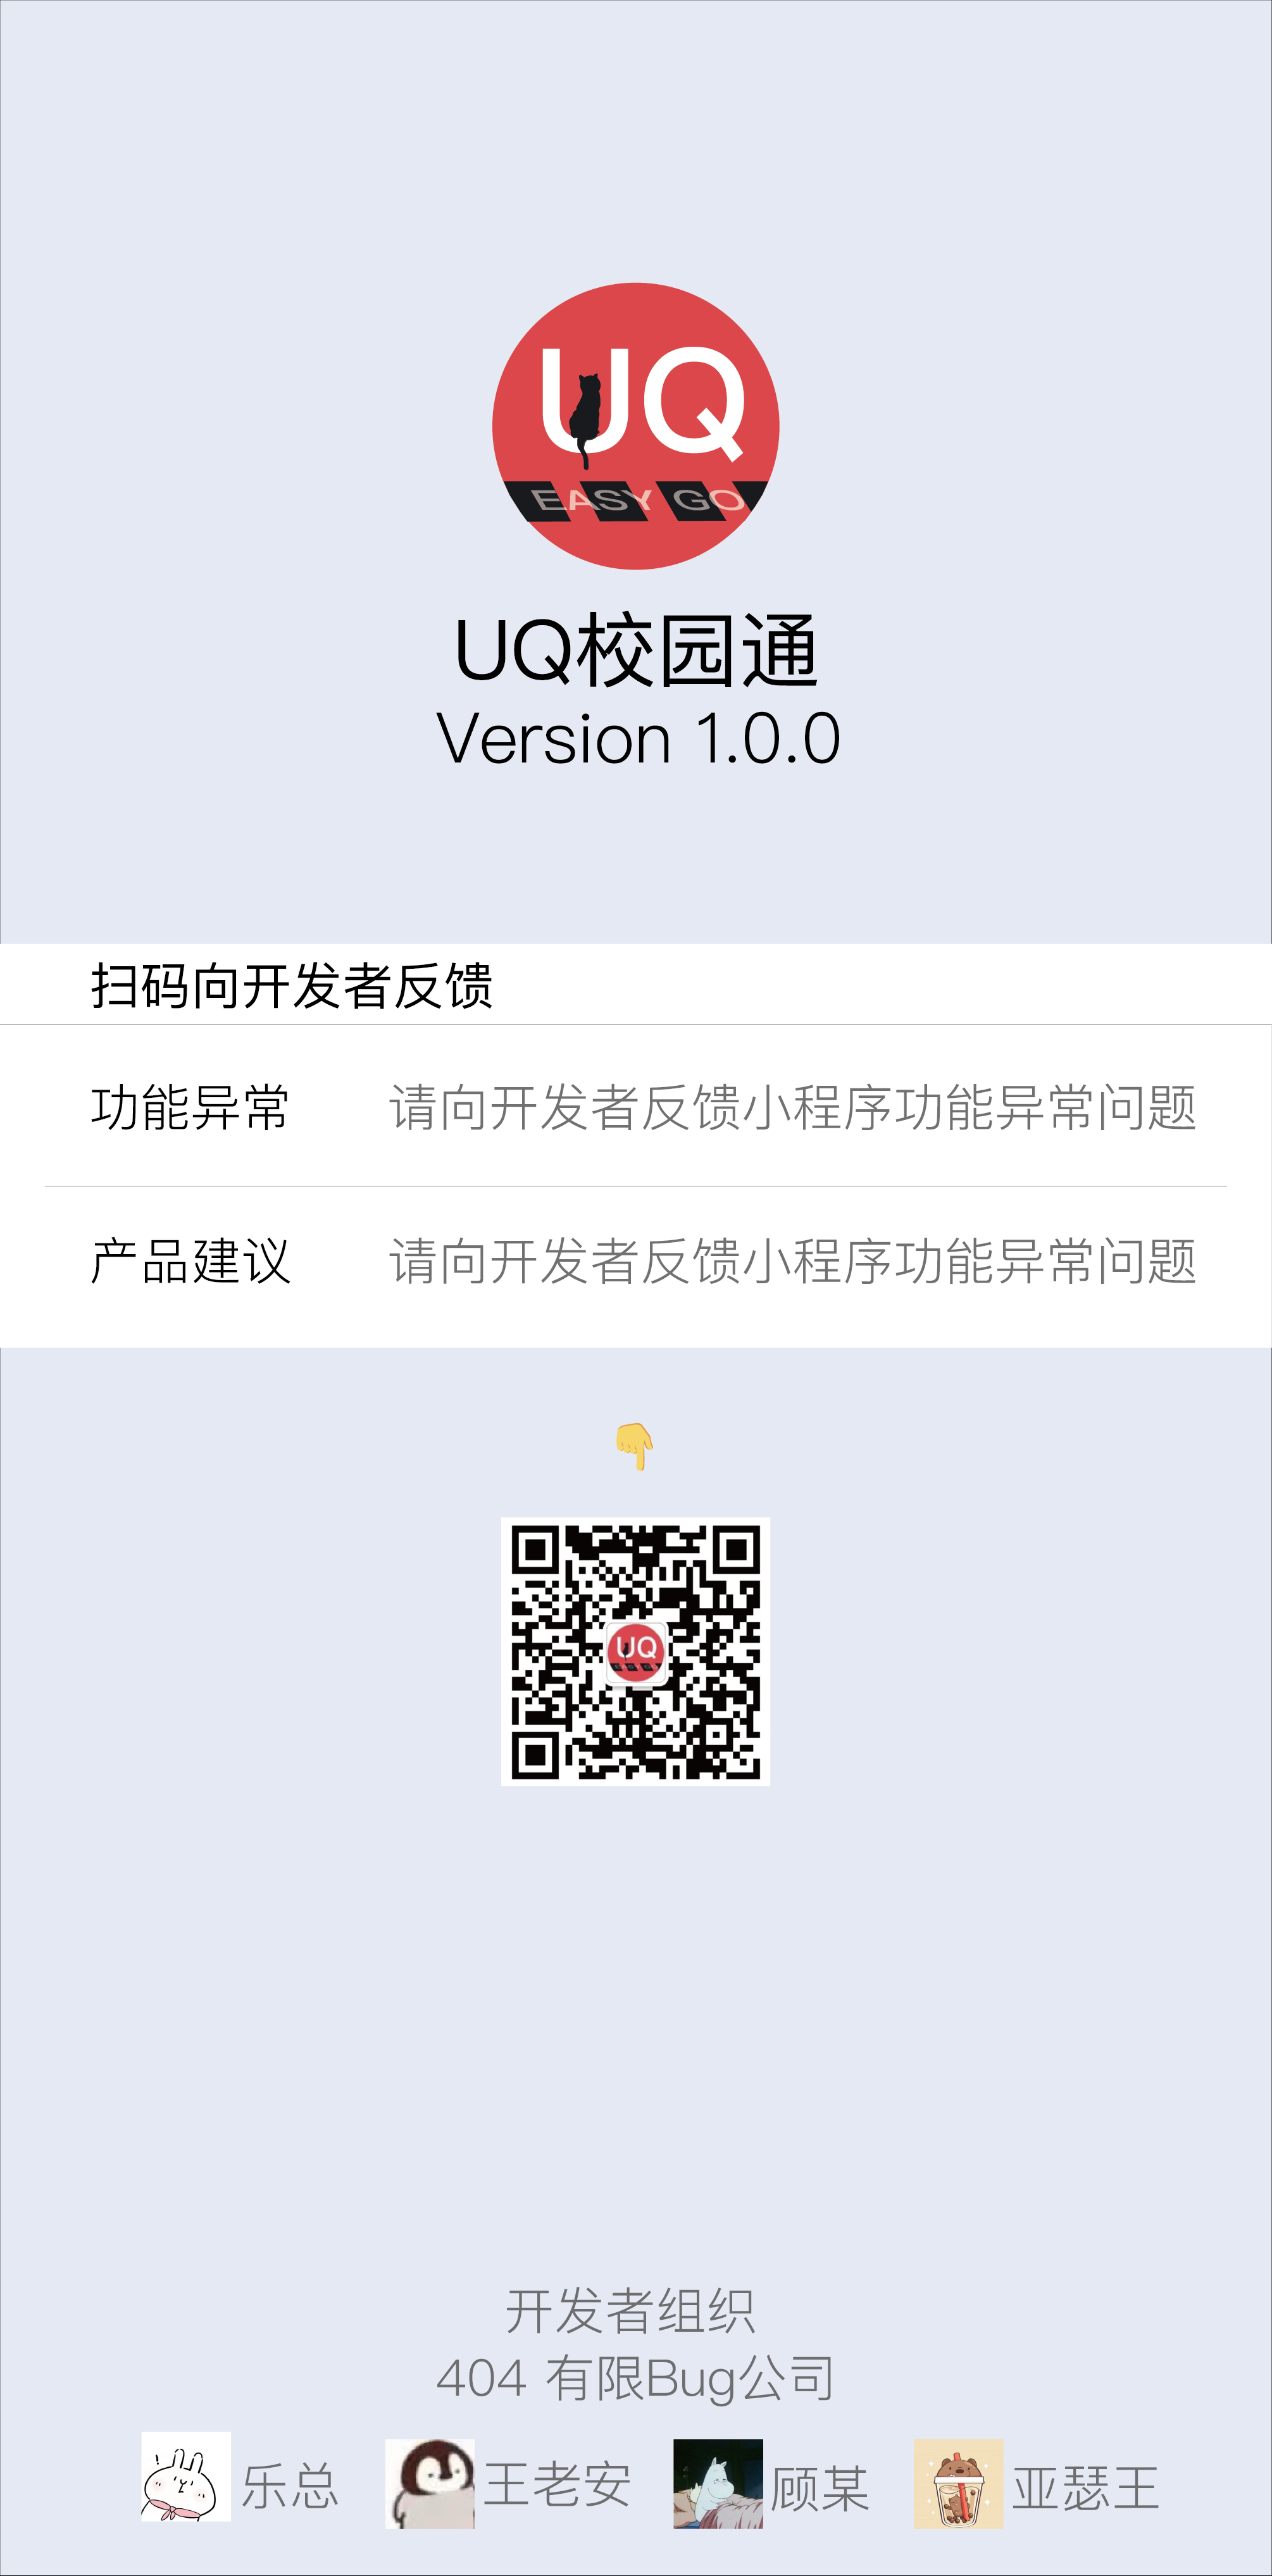 UQ
EASY GO
UQ校园通
Version 1.0.0
扫码向开发者反馈
功能异常 请向开发者反馈小程序功能异常问题
产品建议 请向开发者反馈小程序功能异常问题
UQ
开发者组织
404 有限Bug公司
乐总 王老安 顾某 亚瑟王